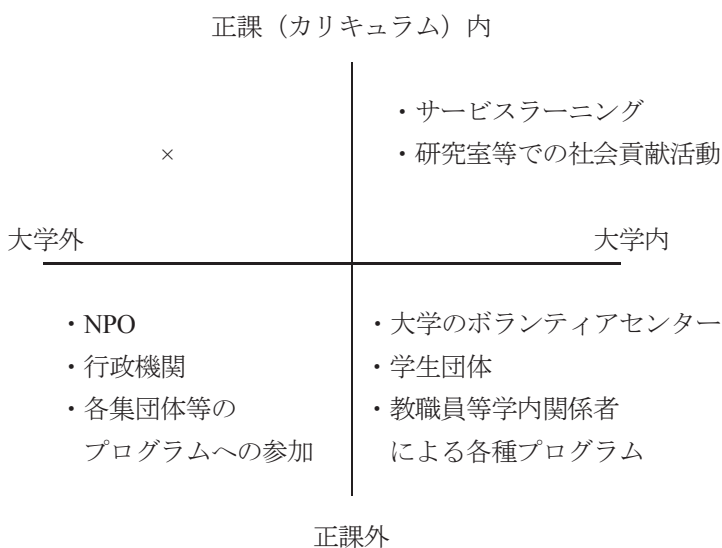 正課（カリキュラム）内
・サービスラーニング
×
・研究室等での社会貢献活動
大学外
大学内
・NPO
・行政機関
・各集団体等の
プログラムへの参加
・大学のボランティアセンター
・学生団体
・教職員等学内関係者
による各種プログラム
正課外